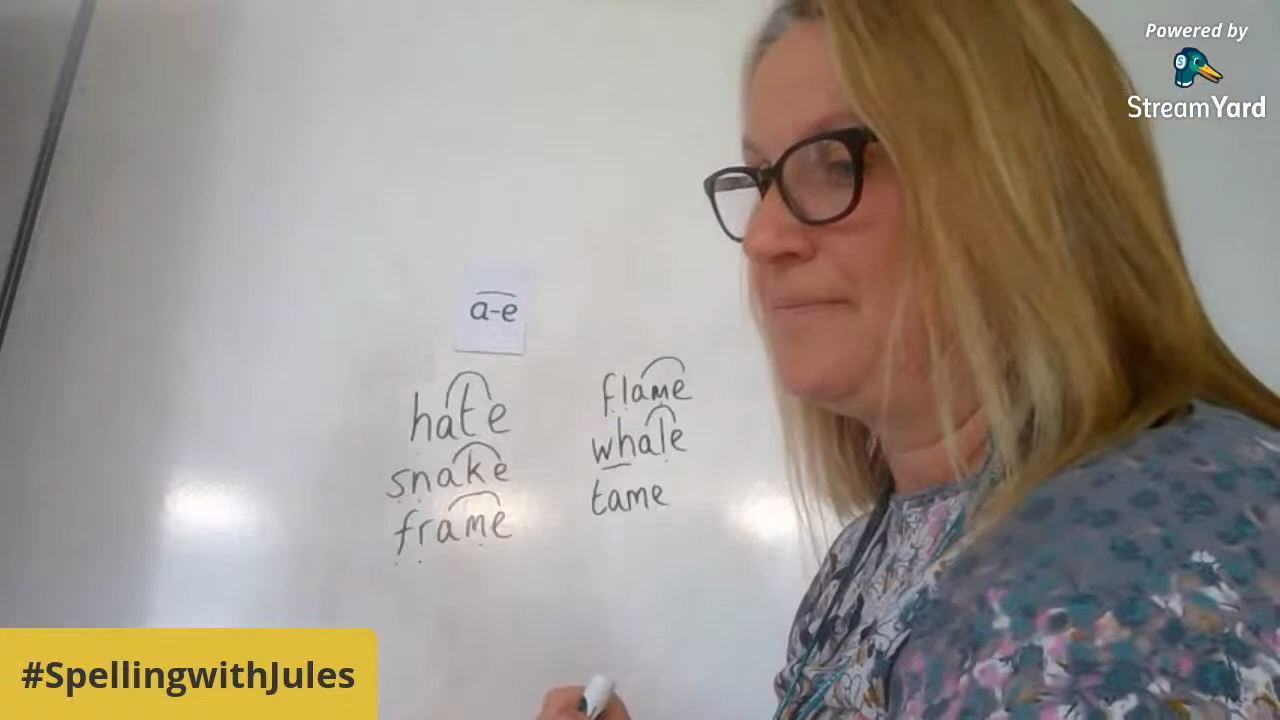 Powered by
StreamYard
a-e
hate
snake
frame
flame
whale
tame
#SpellingwithJules